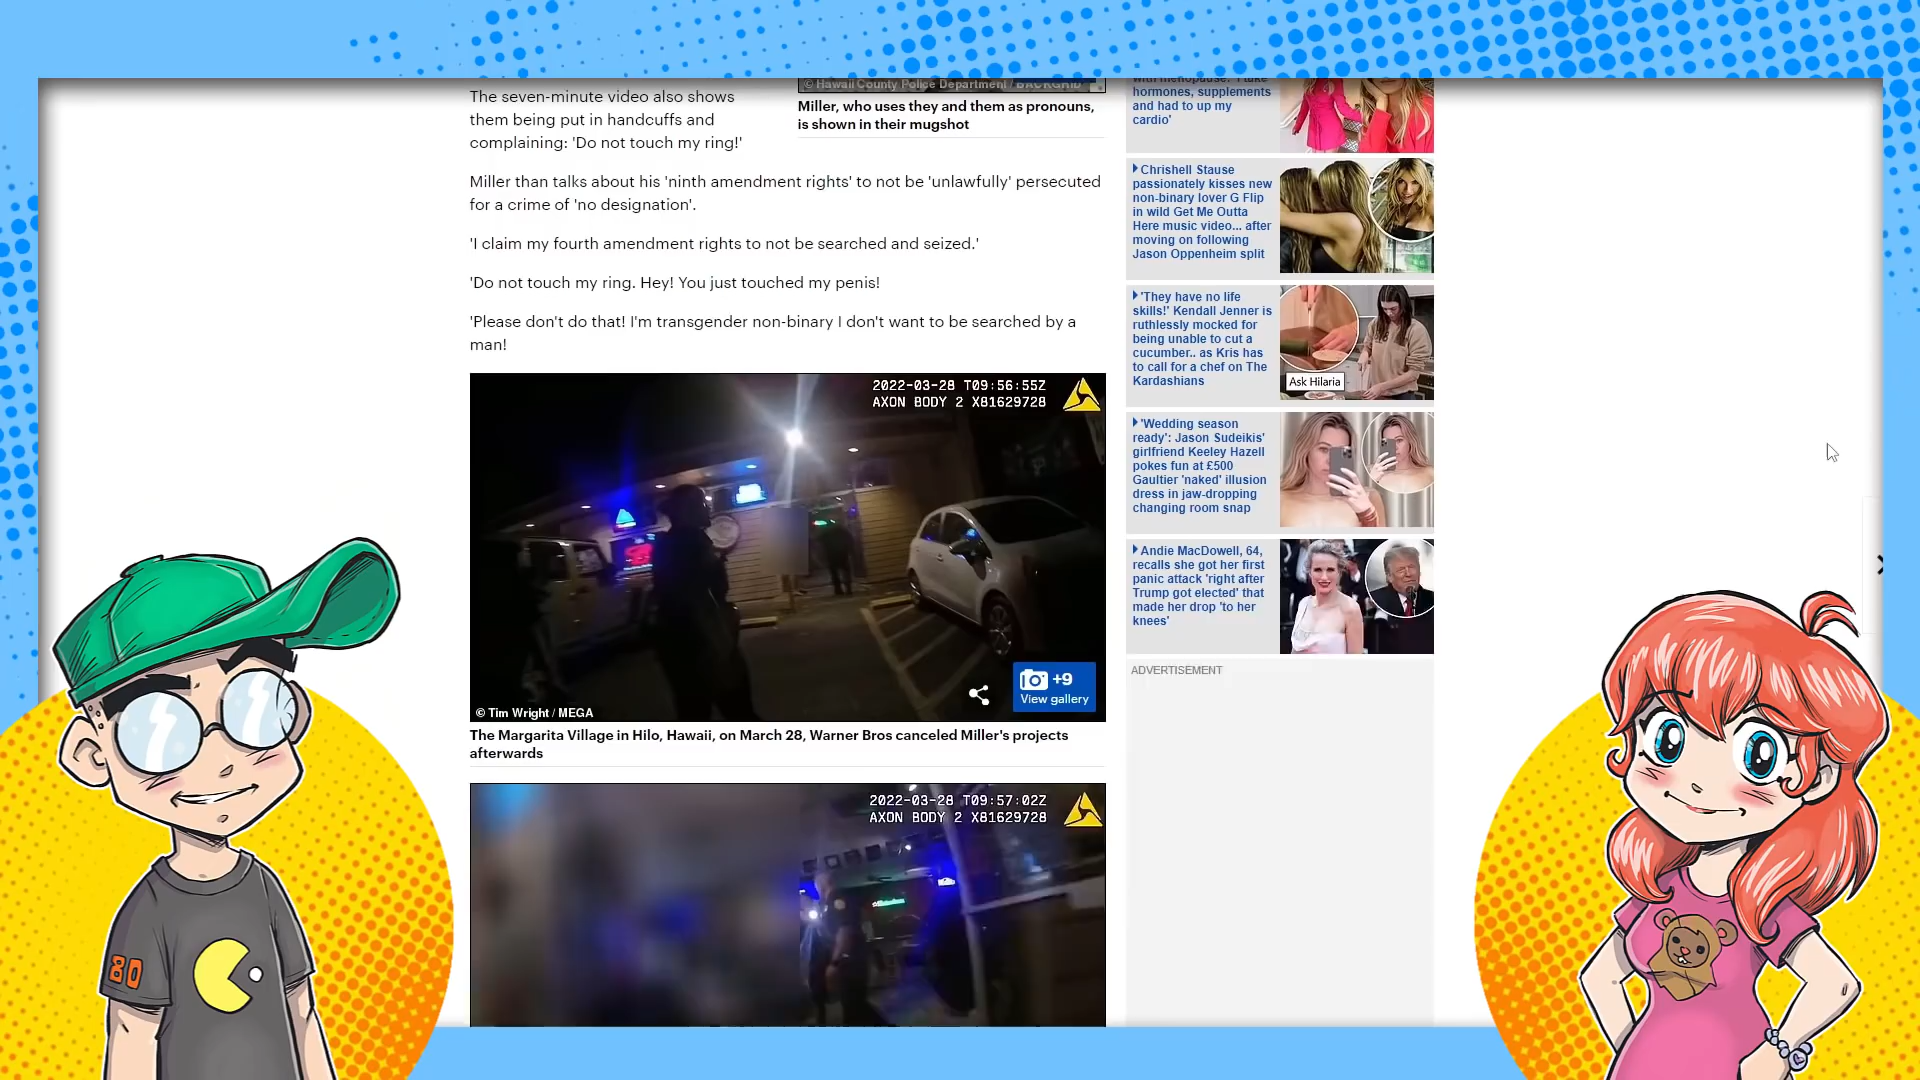 The seven-minute video also shows
them being put in handcuffs and
complaining: 'Do not touch my ring!'
© Hawaii County Police Department / BACKGRID
Miller, who uses they and them as pronouns,
is shown in their mugshot
Miller than talks about his 'ninth amendment rights' to not be 'unlawfully' persecuted
for a crime of 'no designation'.
'I claim my fourth amendment rights to not be searched and seized.'
'Do not touch my ring. Hey! You just touched my penis!
'Please don't do that! I'm transgender non-binary I don't want to be searched by a
man!
2022-03-28 T09:56:55Z
AXON BODY 2 X81629728
+9
View gallery
© Tim Wright / MEGA
The Margarita Village in Hilo, Hawaii, on March 28, Warner Bros canceled Miller's projects
afterwards
2022-03-28 T09:57:02Z
AXON BODY 2 X81629728
with menopause: 'I take
hormones, supplements
and had to up my
cardio'
Chrishell Stause
passionately kisses new
non-binary lover G Flip
in wild Get Me Outta
Here music video... after
moving on following
Jason Oppenheim split
'They have no life
skills!' Kendall Jenner is
ruthlessly mocked for
being unable to cut a
cucumber.. as Kris has
to call for a chef on The
Kardashians
Ask Hilaria
'Wedding season
ready': Jason Sudeikis'
girlfriend Keeley Hazell
pokes fun at £500
Gaultier 'naked' illusion
dress in jaw-dropping
changing room snap
Andie MacDowell, 64,
recalls she got her first
panic attack 'right after
Trump got elected' that
made her drop 'to her
knees'
ADVERTISEMENT
80